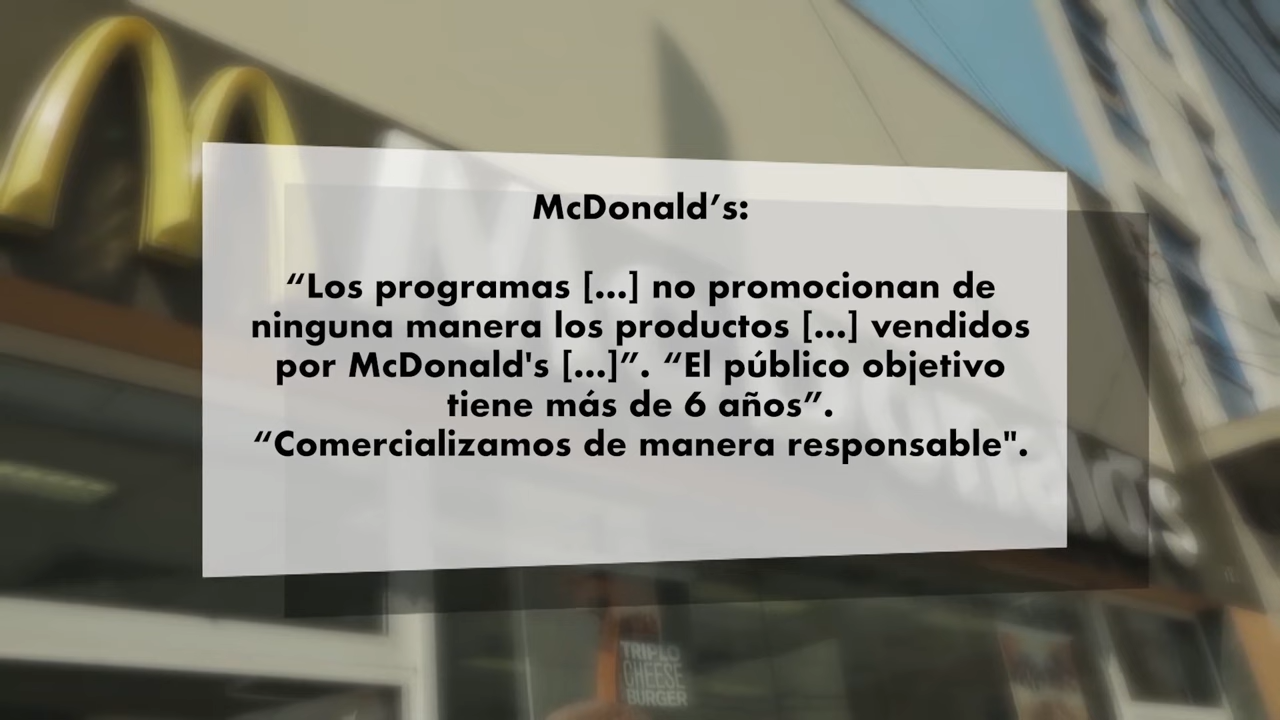 McDonald’s:
“Los programas [...] no promocionan de
ninguna manera los productos [...] vendidos
por McDonald's [...]”. “El público objetivo
tiene más de 6 años”.
“Comercializamos de manera responsable".
TRIPLO
CHEESE
BURGER